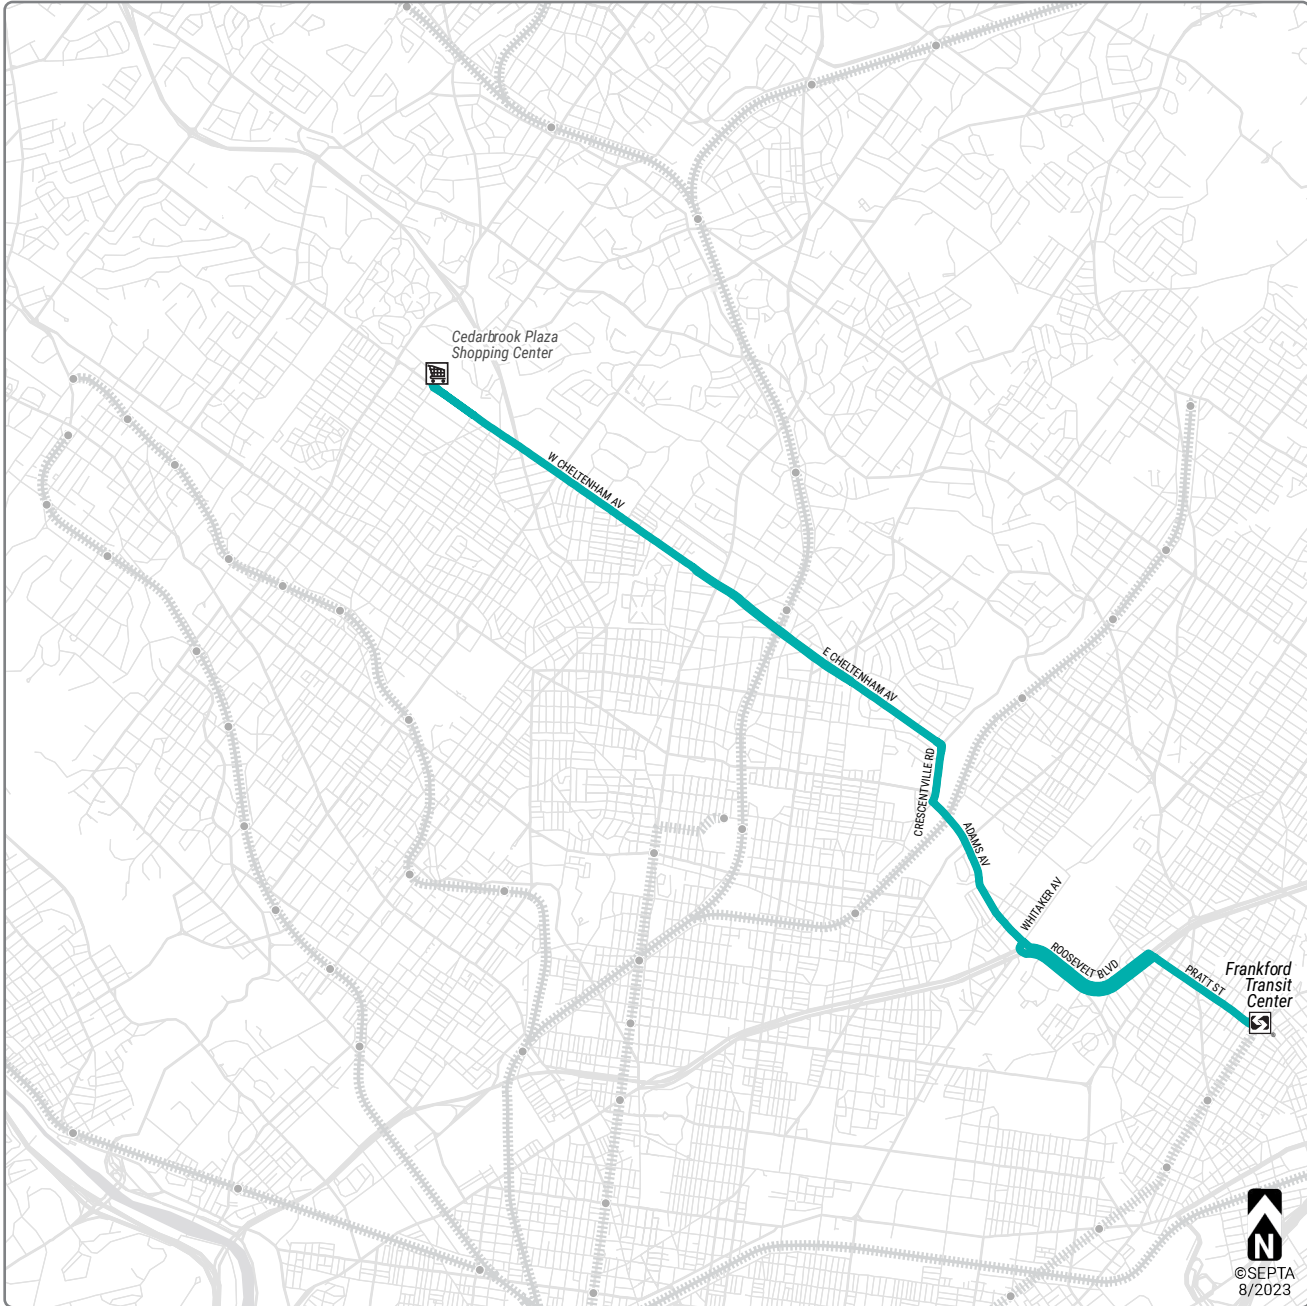 Cedarbrook Plaza
Shopping Center
W CHELTENHAM AV
E CHELTENHAM AV
CRESCENTVILLE RD
ADAMS AV
WHITAKER AV
ROOSEVELT BLVD
PRATT ST
Frankford
Transit
Center
N
©SEPTA
8/2023